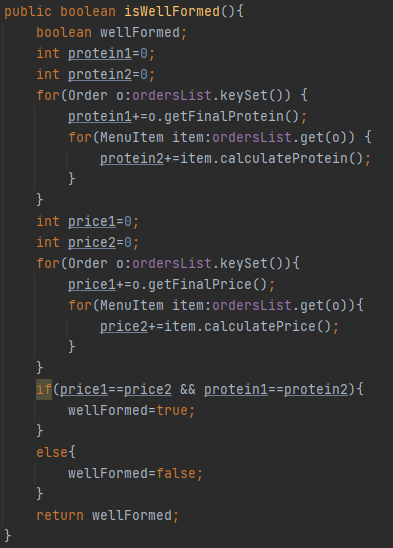 public boolean isWellFormed(){
    boolean wellFormed;
    int protein1=0;
    int protein2=0;
    for(Order o:ordersList.keySet()) {
        protein1+=o.getFinalProtein();
        for(MenuItem item:ordersList.get(o)) {
            protein2+=item.calculateProtein();
        }
    }
    int price1=0;
    int price2=0;
    for(Order o:ordersList.keySet()){
        price1+=o.getFinalPrice();
        for(MenuItem item:ordersList.get(o)){
            price2+=item.calculatePrice();
        }
    }
    if(price1==price2 && protein1==protein2){
        wellFormed=true;
    }
    else{
        wellFormed=false;
    }
    return wellFormed;
}